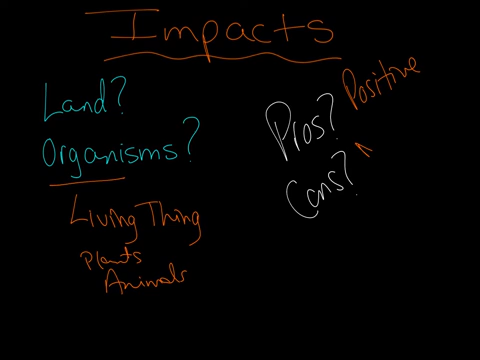 Impacts
Land?
Organisms?
Living Thing
Plants
Animals
Pros? Positive
Cons?